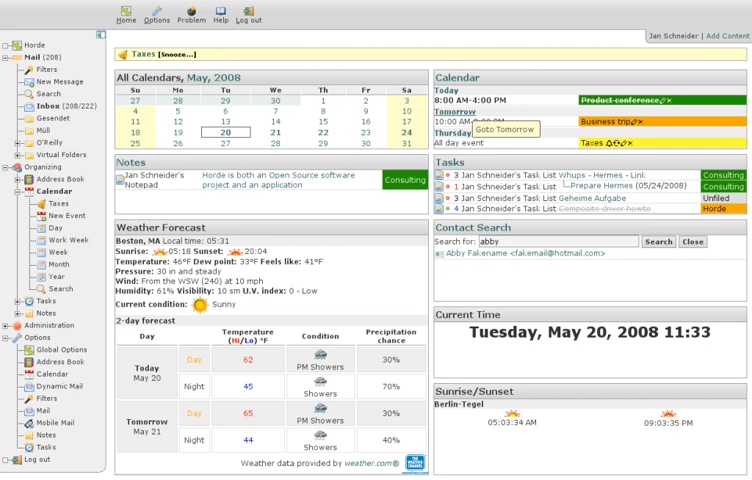 Home Options Problem Help Log out
Jan Schneider | Add Content
Horde
Mail (208)
Filters
New Message
Search
Inbox (208/222)
Gesendet
Müll
O'Reilly
Virtual Folders
Organizing
Address Book
Calendar
Taxes
New Event
Day
Work Week
Week
Month
Year
Search
Tasks
Notes
Administration
Options
Global Options
Address Book
Calendar
Dynamic Mail
Filters
Mail
Mobile Mail
Notes
Tasks
Log out
Taxes [Snooze...]
All Calendars, May, 2008
Su Mo Tu We Th Fr Sa
27 28 29 30 1 2 3
4 5 6 7 8 9 10
11 12 13 14 15 16 17
18 19 20 21 22 23 24
25 26 27 28 29 30 31
Notes
Jan Schneider's Notepad
Horde is both an Open Source software
project and an application
Consulting
Weather Forecast
Boston, MA Local time: 05:31
Sunrise: 05:18 Sunset: 20:04
Temperature: 46°F Dew point: 33°F Feels like: 41°F
Pressure: 30 in and steady
Wind: From the WSW (240) at 10 mph
Humidity: 61% Visibility: 10 sm U.V. index: 0 - Low
Current condition: Sunny
2-day forecast
Day Temperature (Hi/Lo) °F Condition Precipitation chance
Today
May 20
Day 62 PM Showers 30%
Night 45 Showers 70%
Tomorrow
May 21
Day 65 PM Showers 30%
Night 44 Showers 40%
Weather data provided by weather.com®
Calendar
Today
8:00 AM-4:00 PM Product conference
Tomorrow
10:00 AM- PM Business trip
Goto Tomorrow
Thursday
All day event Taxes
Tasks
3 Jan Schneider's Task List Whups - Hermes - Link: Consulting
1 Jan Schneider's Task List Prepare Hermes (05/24/2008) Consulting
3 Jan Schneider's Task List Geheime Aufgabe Unfiled
4 Jan Schneider's Task List Composite driver howto Horde
Contact Search
Search for: abby Search Close
Abby Fakename <fakemail@hotmail.com>
Current Time
Tuesday, May 20, 2008 11:33
Sunrise/Sunset
Berlin-Tegel
05:03:34 AM 09:03:35 PM